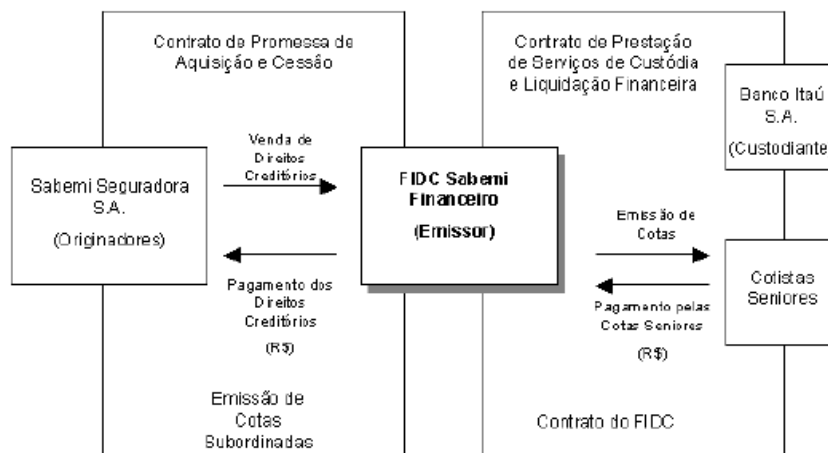 Contrato de Promessa de
Aquisição e Cessão
Contrato de Prestação
de Serviços de Custódia
e Liquidação Financeira
Banco Itaú
S.A.
(Custodiante)
Venda de
Direitos
Creditórios
Sabemi Seguradora
S.A.
(Originadores)
FIDC Sabemi
Financeiro
(Emissor)
Emissão de
Cotas
Cotistas
Seniores
Pagamento dos
Direitos
Creditórios
(R$)
Pagamento pelas
Cotas Seniores
(R$)
Emissão de
Cotas
Subordinadas
Contrato do FIDC